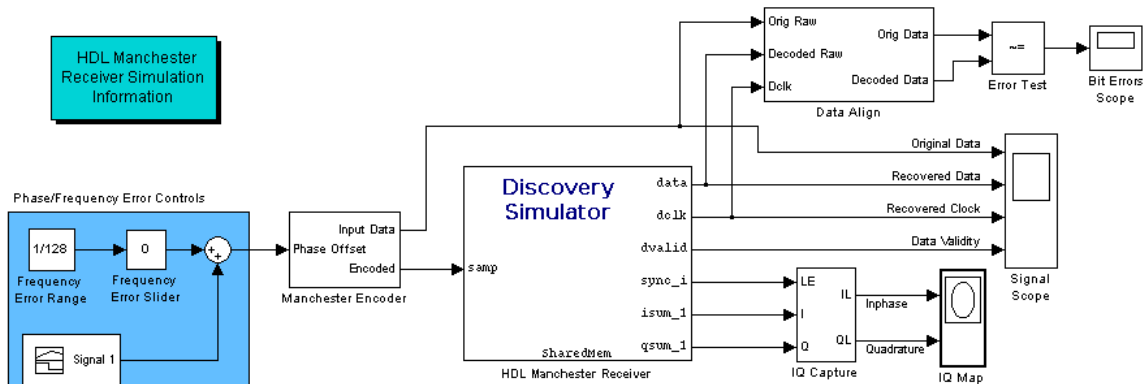 HDL Manchester
Receiver Simulation
Information
Orig Raw
Decoded Raw
Dclk
Orig Data
Decoded Data
Data Align
~=
Error Test
Bit Errors
Scope
Original Data
Recovered Data
Recovered Clock
Data Validity
Signal
Scope
Phase/Frequency Error Controls
1/128
Frequency
Error Range
0
Frequency
Error Slider
+
+
Signal 1
Phase Offset
Input Data
Encoded
Manchester Encoder
Discovery
Simulator
samp
data
dclk
dvalid
sync_i
isum_1
qsum_1
SharedMem
HDL Manchester Receiver
LE
I
Q
IL
QL
IQ Capture
Inphase
Quadrature
IQ Map